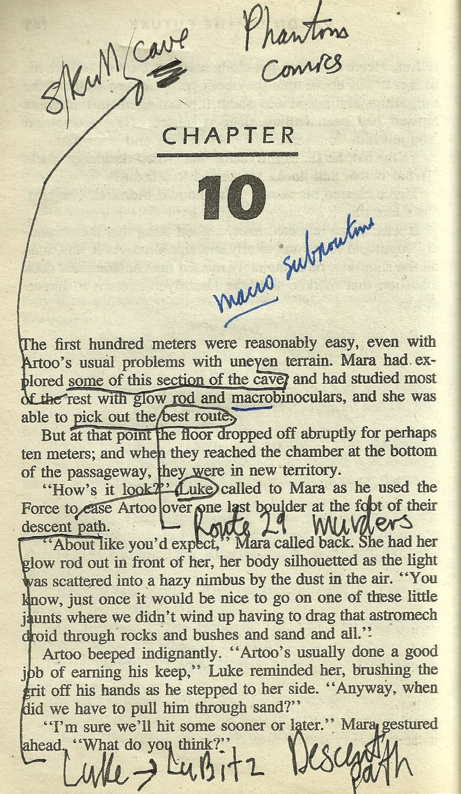 skull/cave
Phantom
Comics
CHAPTER
10
macro subroutine
The first hundred meters were reasonably easy, even with
Artoo's usual problems with uneven terrain. Mara had ex-
plored some of this section of the cave, and had studied most
of the rest with glow rod and macrobinoculars, and she was
able to pick out the best route.
But at that point the floor dropped off abruptly for perhaps
ten meters; and when they reached the chamber at the bottom
of the passageway, they were in new territory.
"How's it look?" Luke called to Mara as he used the
Force to ease Artoo over one last boulder at the foot of their
descent path.
Route 29 murders
"About like you'd expect," Mara called back. She had her
glow rod out in front of her, her body silhouetted as the light
was scattered into a hazy nimbus by the dust in the air. "You
know, just once it would be nice to go on one of these little
jaunts where we didn't wind up having to drag that astromech
droid through rocks and bushes and sand and all."
Artoo beeped indignantly. "Artoo's usually done a good
job of earning his keep," Luke reminded her, brushing the
grit off his hands as he stepped to her side. "Anyway, when
did we have to pull him through sand?"
"I'm sure we'll hit some sooner or later." Mara gestured
ahead. "What do you think?"
Luke → LuBitz
Descent
path